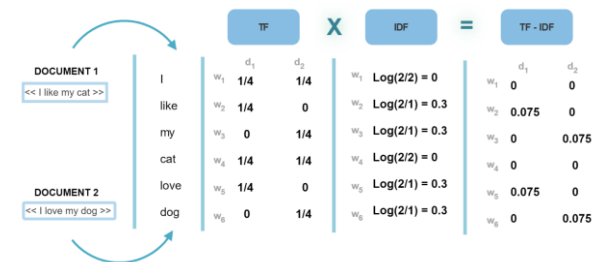 TF X IDF = TF - IDF
DOCUMENT 1
<< I like my cat >>
DOCUMENT 2
<< I love my dog >>
I
like
my
cat
love
dog
d1 d2
w1 1/4 1/4
w2 1/4 0
w3 0 1/4
w4 1/4 1/4
w5 1/4 0
w6 0 1/4
w1 Log(2/2) = 0
w2 Log(2/1) = 0.3
w3 Log(2/1) = 0.3
w4 Log(2/2) = 0
w5 Log(2/1) = 0.3
w6 Log(2/1) = 0.3
d1 d2
w1 0 0
w2 0.075 0
w3 0 0.075
w4 0 0
w5 0.075 0
w6 0 0.075